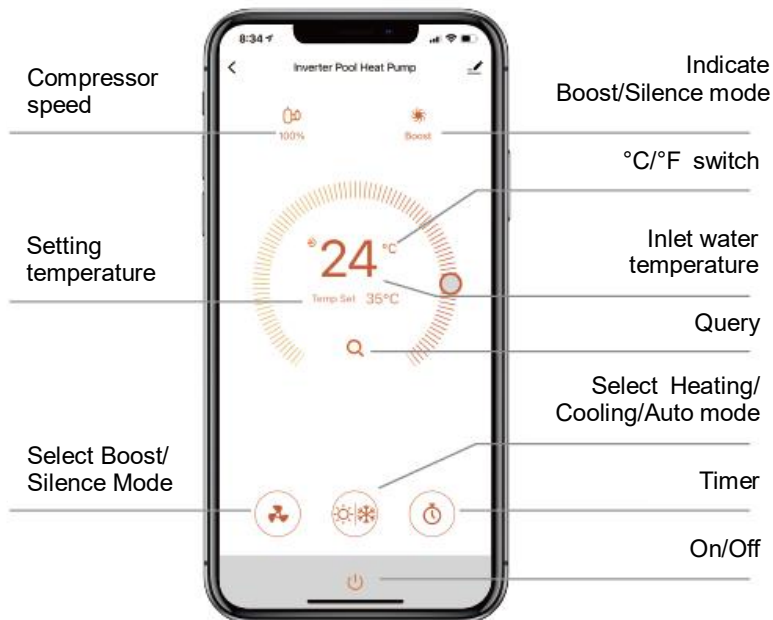 8:34
Inverter Pool Heat Pump
Compressor
speed
Indicate
Boost/Silence mode
100%
Boost
°C/°F switch
24 °C
Setting
temperature
Inlet water
temperature
Temp Set 35°C
Query
Select Heating/
Cooling/Auto mode
Select Boost/
Silence Mode
Timer
On/Off